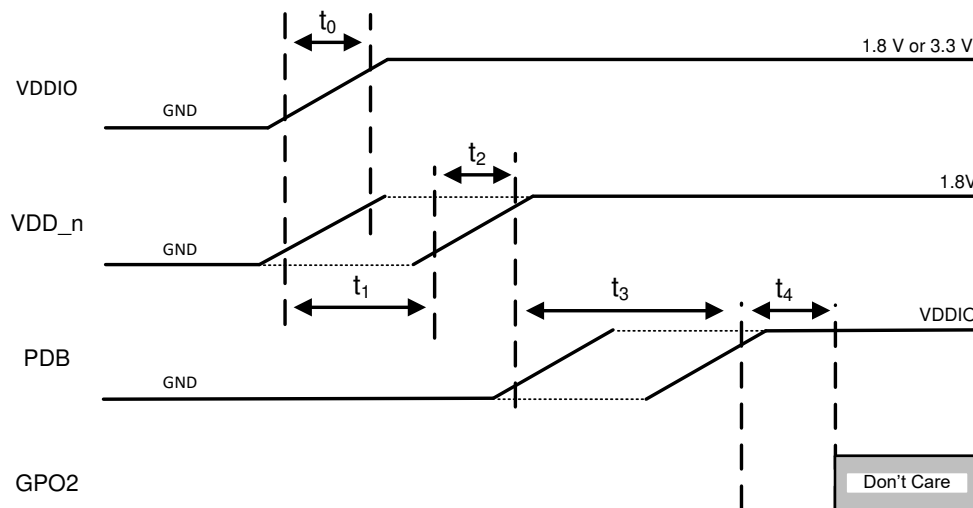 t0
1.8 V or 3.3 V
VDDIO
GND
t2
1.8V
VDD_n
GND
t1
t3
t4
VDDIO
PDB
GND
GPO2
Don't Care